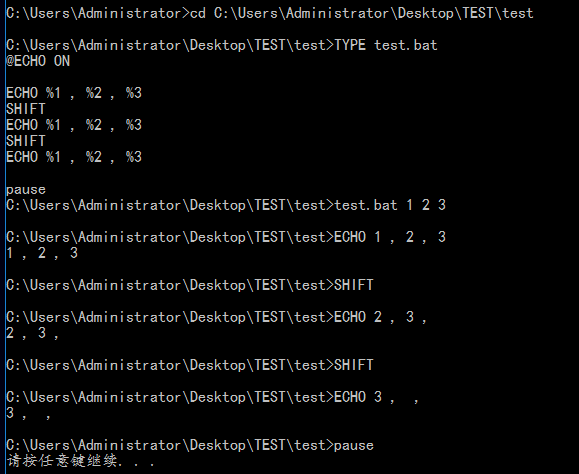 C:\Users\Administrator>cd C:\Users\Administrator\Desktop\TEST\test
C:\Users\Administrator\Desktop\TEST\test>TYPE test.bat
@ECHO ON
ECHO %1 , %2 , %3
SHIFT
ECHO %1 , %2 , %3
SHIFT
ECHO %1 , %2 , %3
pause
C:\Users\Administrator\Desktop\TEST\test>test.bat 1 2 3
C:\Users\Administrator\Desktop\TEST\test>ECHO 1 , 2 , 3
1 , 2 , 3
C:\Users\Administrator\Desktop\TEST\test>SHIFT
C:\Users\Administrator\Desktop\TEST\test>ECHO 2 , 3 ,
2 , 3 ,
C:\Users\Administrator\Desktop\TEST\test>SHIFT
C:\Users\Administrator\Desktop\TEST\test>ECHO 3 ,  ,
3 ,  ,
C:\Users\Administrator\Desktop\TEST\test>pause
请按任意键继续. . .